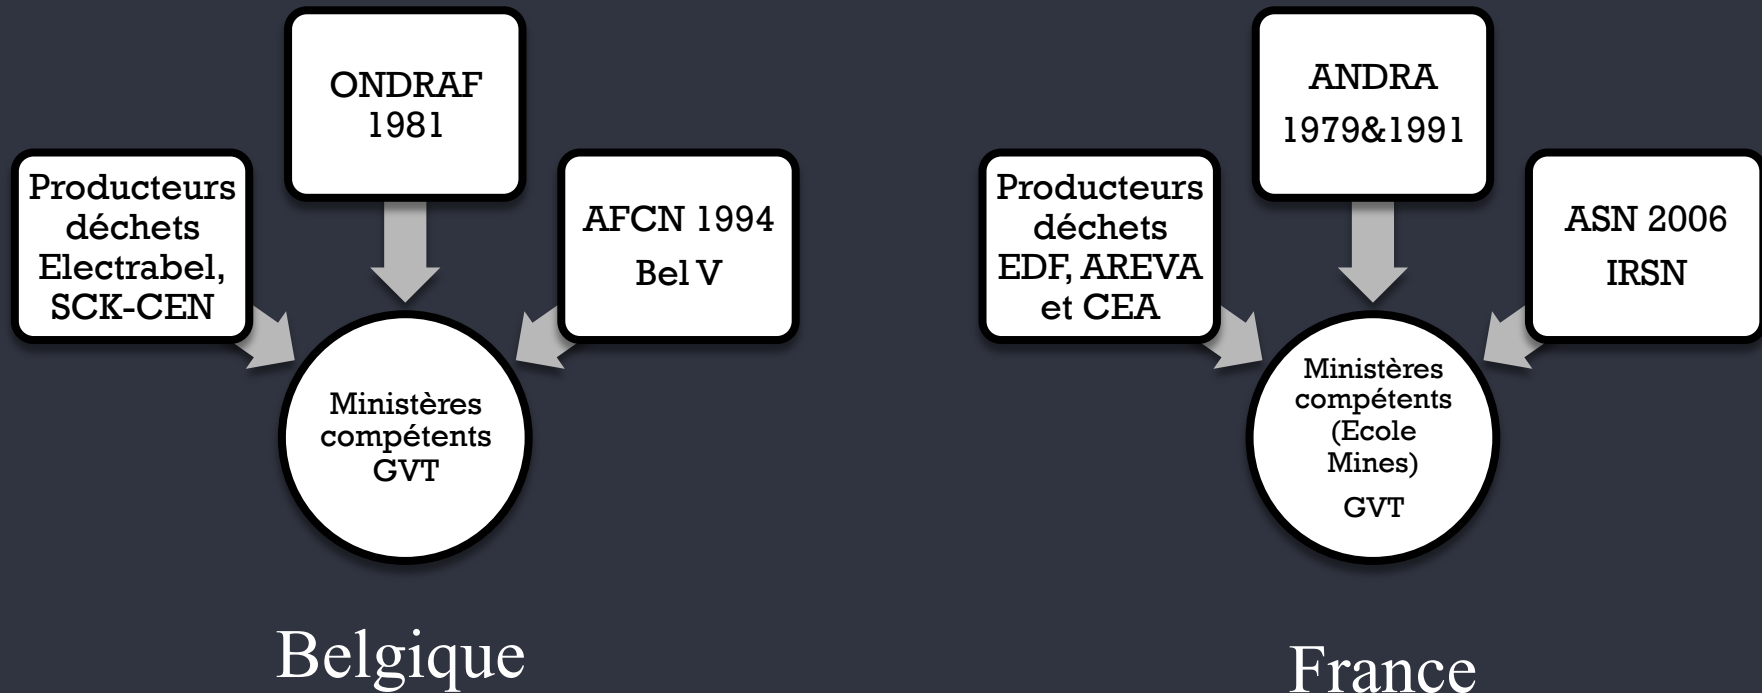 ONDRAF
1981
Producteurs
déchets
Electrabel,
SCK-CEN
AFCN 1994
Bel V
Ministères
compétents
GVT
Belgique
ANDRA
1979&1991
Producteurs
déchets
EDF, AREVA
et CEA
ASN 2006
IRSN
Ministères
compétents
(Ecole
Mines)
GVT
France